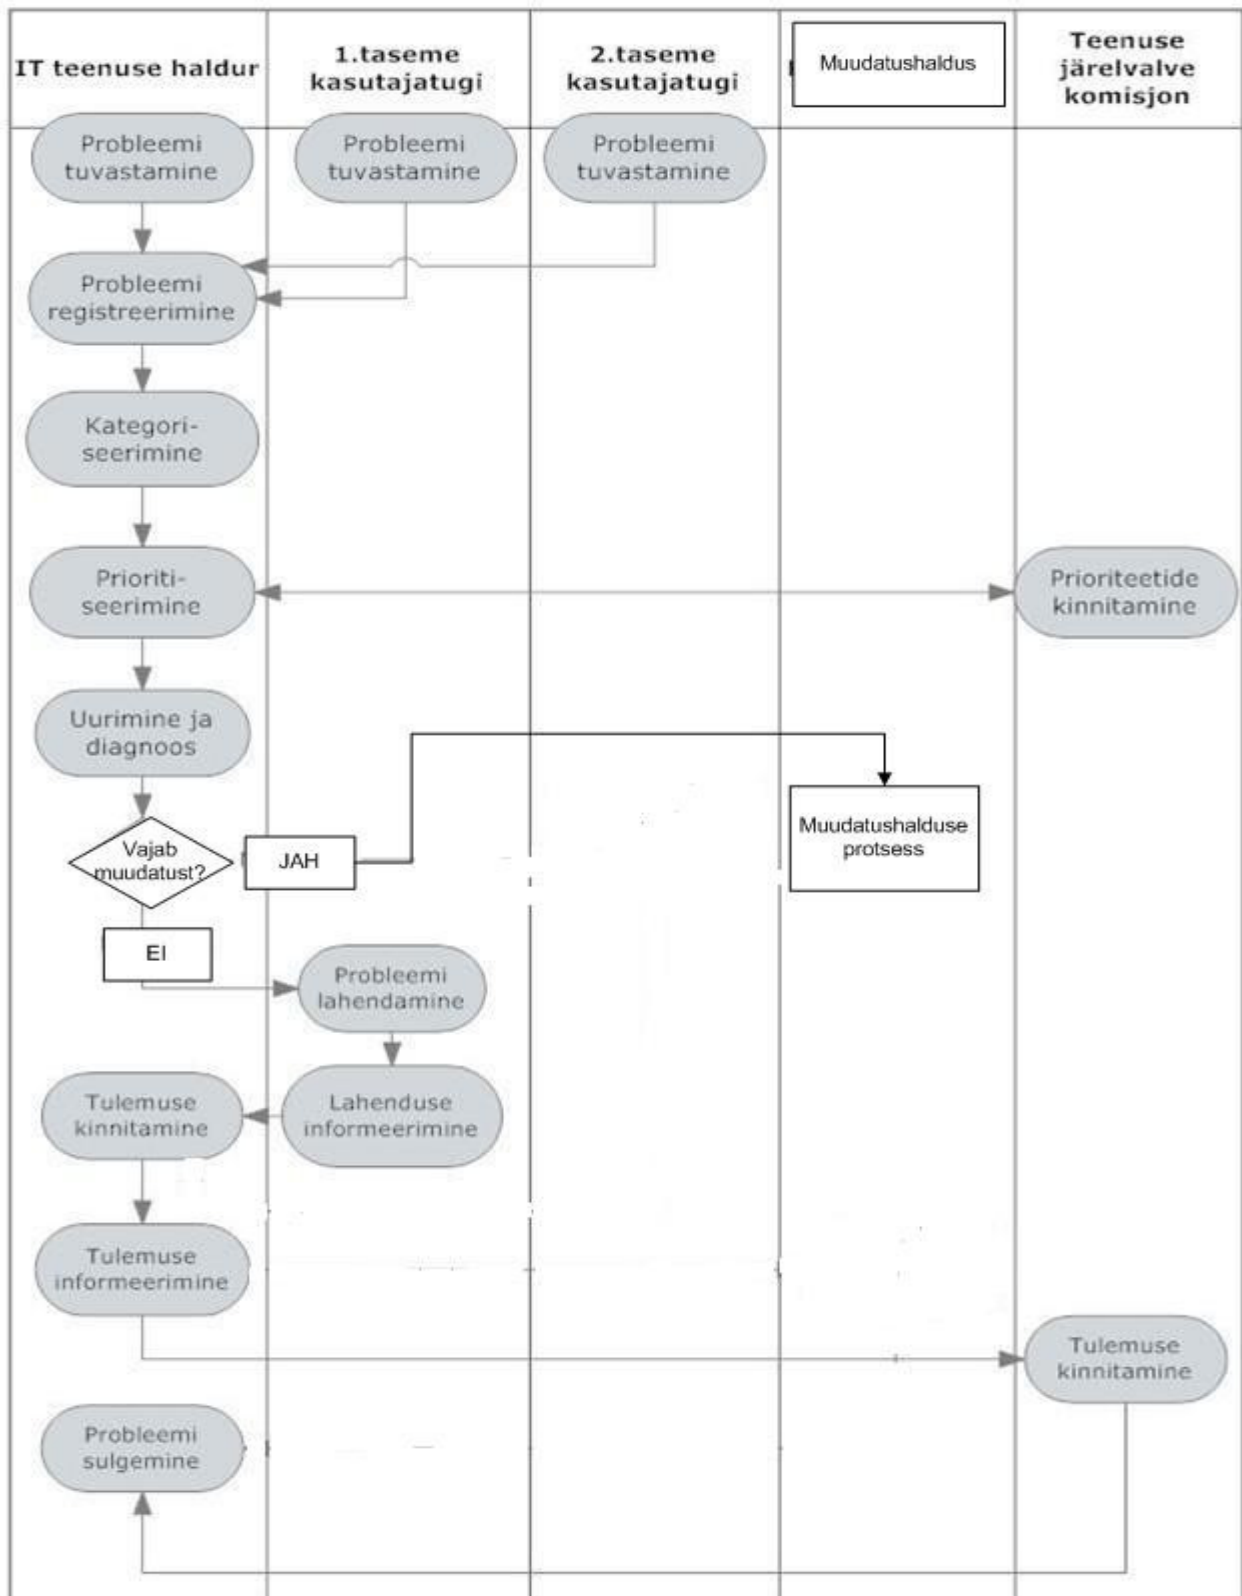 IT teenuse haldur
1.taseme
kasutajatugi
2.taseme
kasutajatugi
Muudatushaldus
Teenuse
järelvalve
komisjon
Probleemi
tuvastamine
Probleemi
tuvastamine
Probleemi
tuvastamine
Probleemi
registreerimine
Kategori-
seerimine
Prioriti-
seerimine
Prioriteetide
kinnitamine
Uurimine ja
diagnoos
Vajab
muudatust?
JAH
Muudatushalduse
protsess
EI
Probleemi
lahendamine
Tulemuse
kinnitamine
Lahenduse
informeerimine
Tulemuse
informeerimine
Tulemuse
kinnitamine
Probleemi
sulgemine